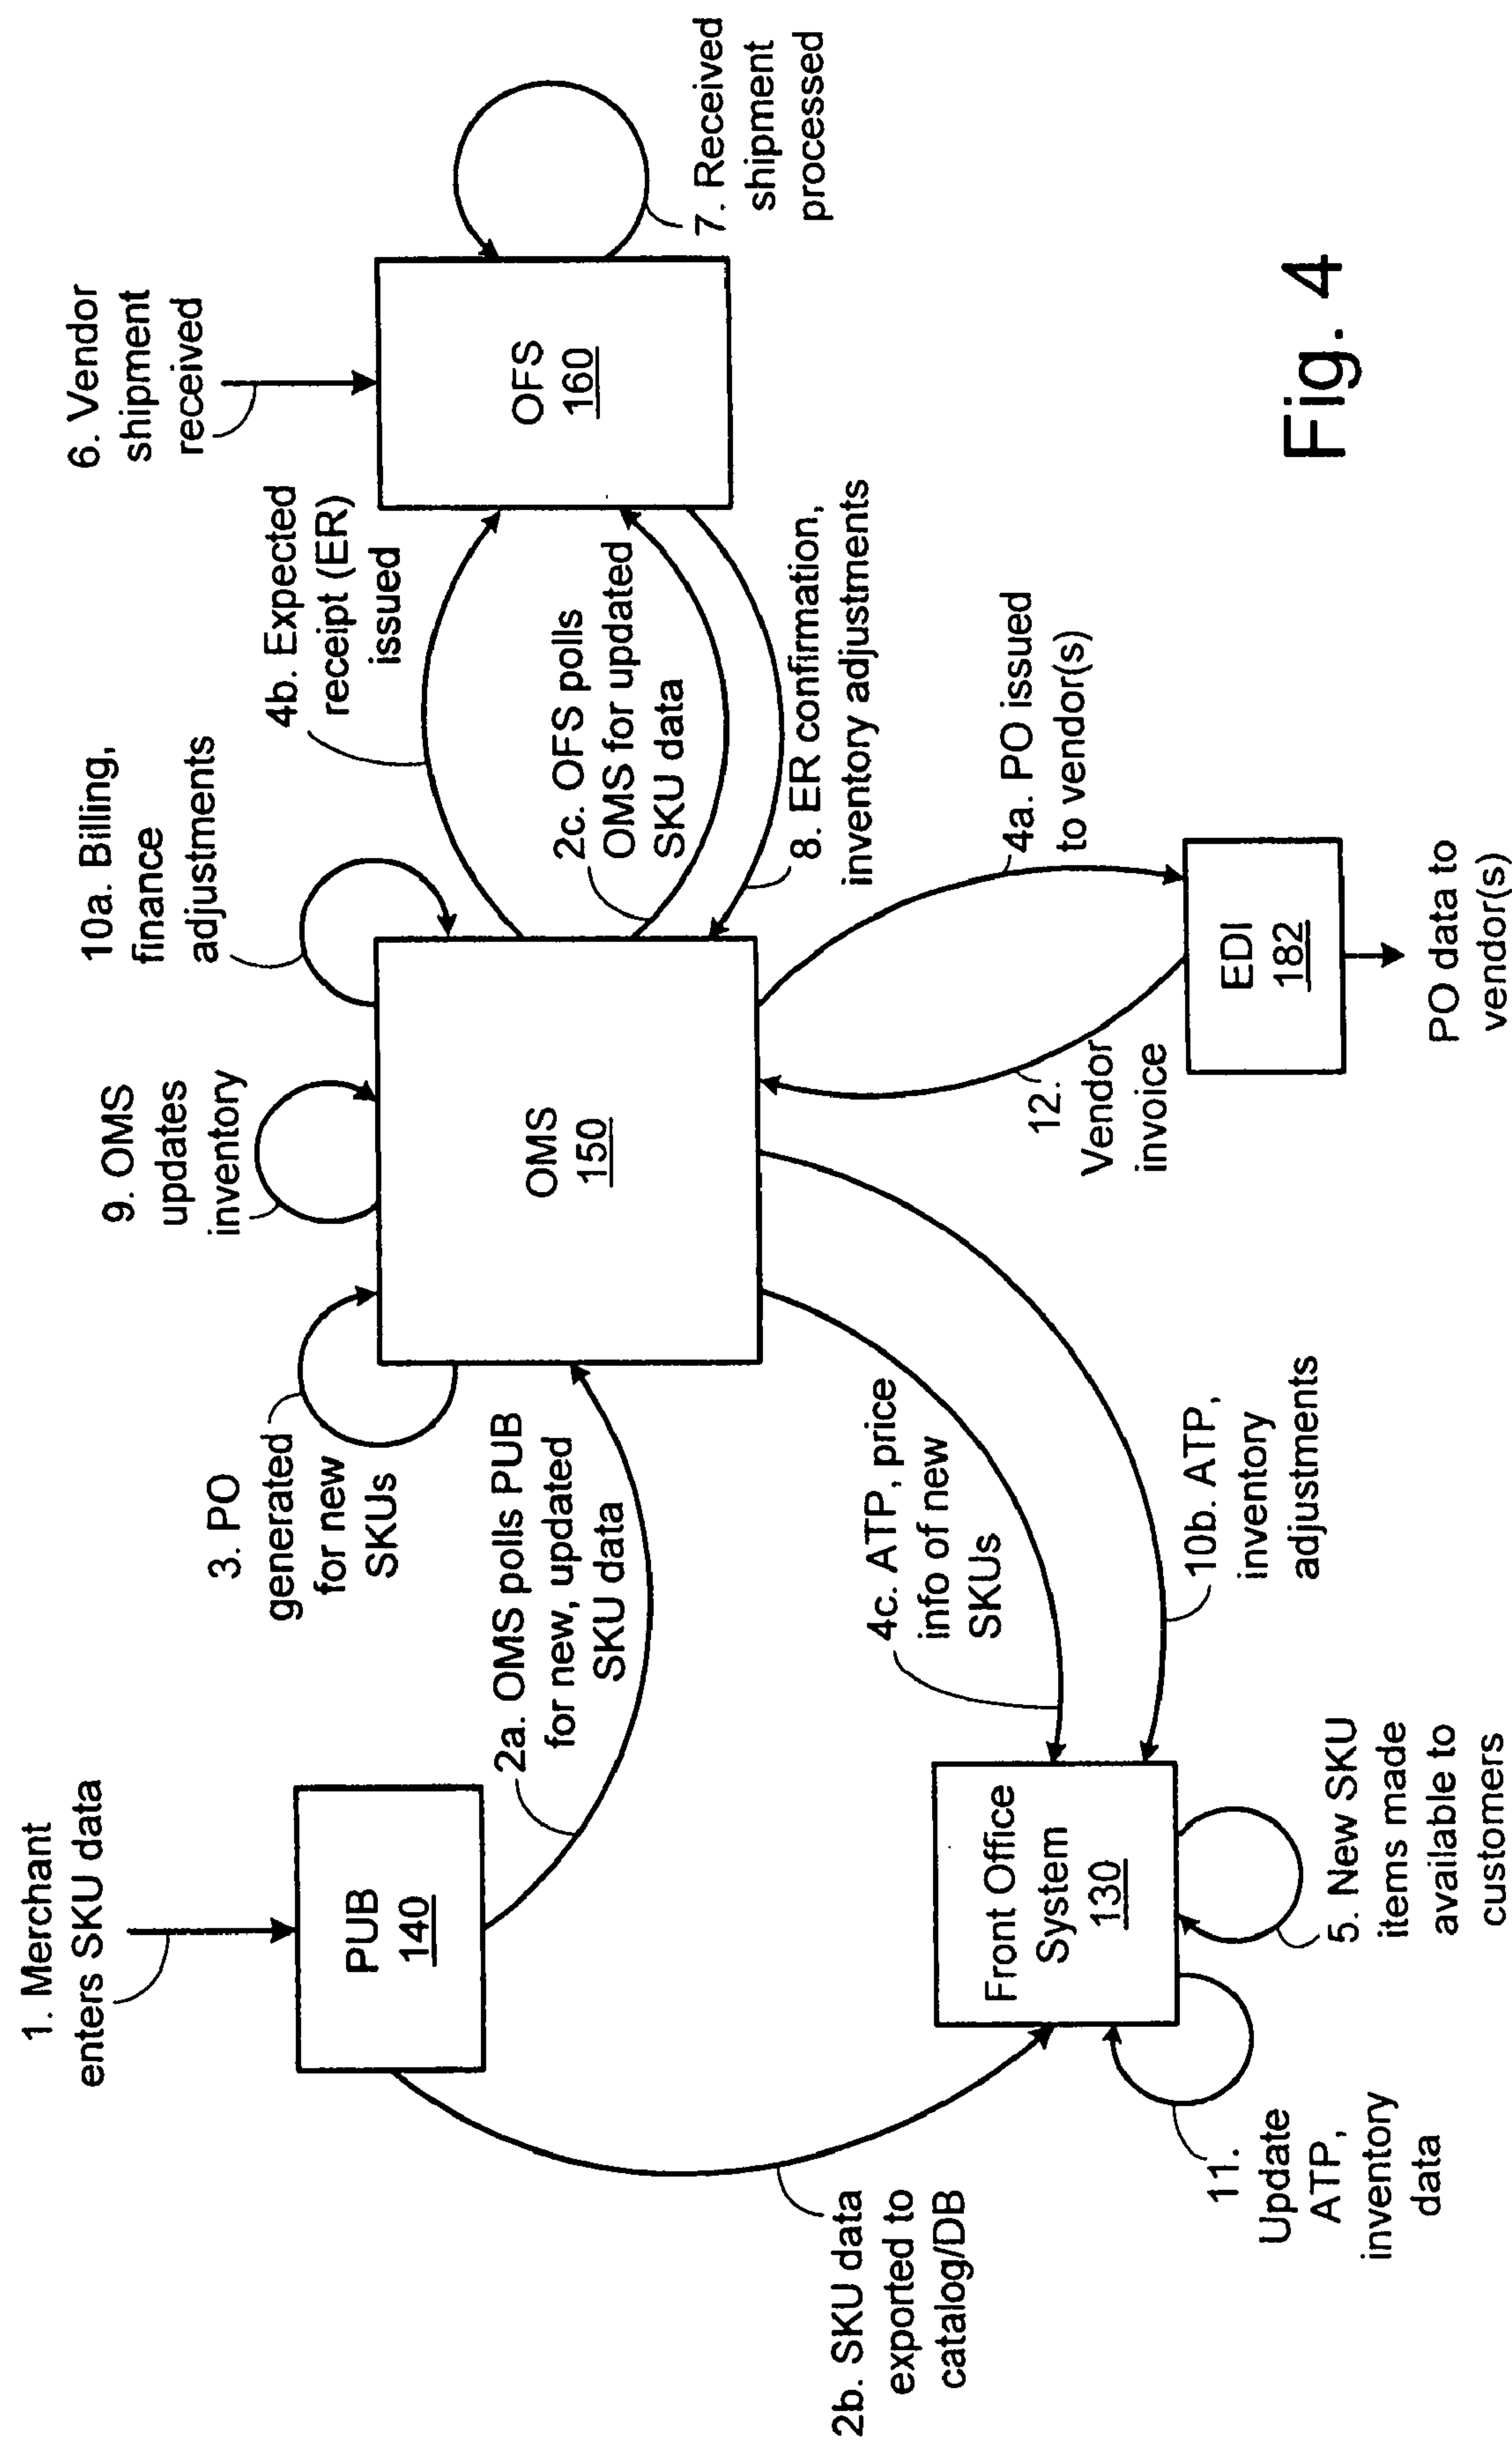 1. Merchant
enters SKU data
PUB
140
2a. OMS polls PUB
for new, updated
SKU data
2b. SKU data
exported to
catalog/DB
3. PO
generated
for new
SKUs
9. OMS
updates
inventory
10a. Billing,
finance
adjustments
OMS
150
4b. Expected
receipt (ER)
issued
2c. OFS polls
OMS for updated
SKU data
8. ER confirmation,
inventory adjustments
6. Vendor
shipment
received
OFS
160
7. Received
shipment
processed
4c. ATP, price
info of new
SKUs
10b. ATP,
inventory
adjustments
Front Office
System
130
11.
Update
ATP,
inventory
data
5. New SKU
items made
available to
customers
12.
Vendor
invoice
4a. PO issued
to vendor(s)
EDI
182
PO data to
vendor(s)
Fig. 4